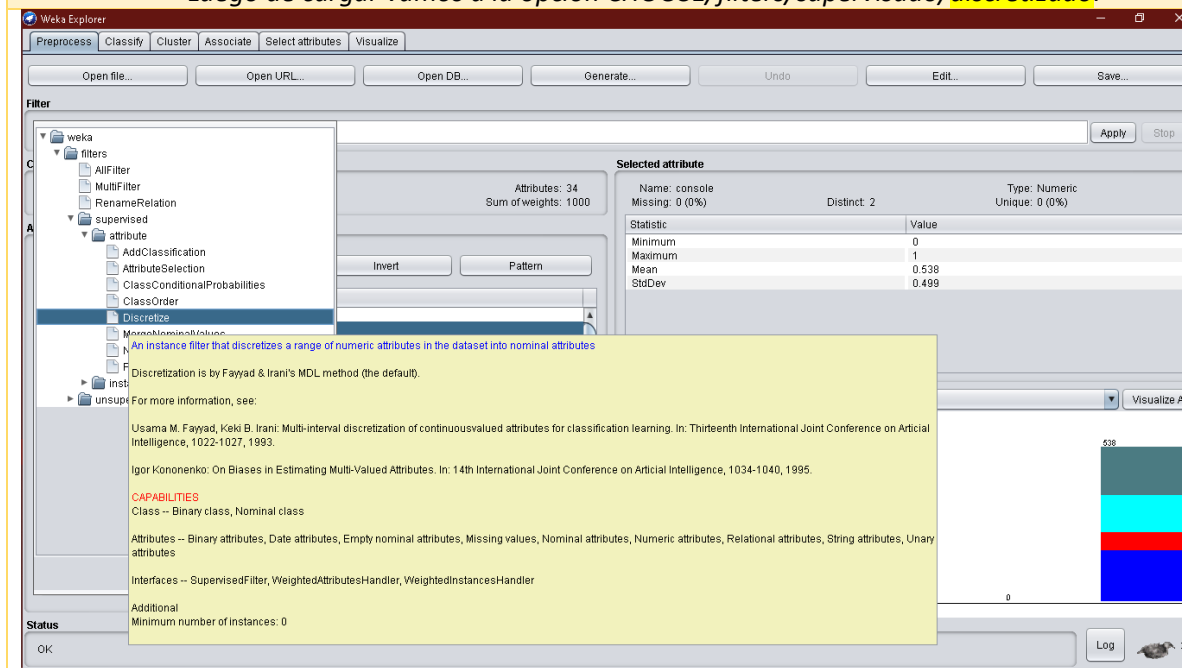 Luego de cargar vamos a la opción CHOOSE/filters/supervisado/discretizado.
Weka Explorer
Preprocess Classify Cluster Associate Select attributes Visualize
Open file... Open URL... Open DB... Generate... Undo Edit... Save...
Filter
weka
Apply Stop
filters
AllFilter
MultiFilter
RenameRelation
supervised
attribute
AddClassification
AttributeSelection
ClassConditionalProbabilities
ClassOrder
Discretize
MergeNominalValues
Attributes: 34
Sum of weights: 1000
Invert Pattern
Selected attribute
Name: console Type: Numeric
Missing: 0 (0%) Distinct: 2 Unique: 0 (0%)
Statistic Value
Minimum 0
Maximum 1
Mean 0.538
StdDev 0.499
An instance filter that discretizes a range of numeric attributes in the dataset into nominal attributes
Discretization is by Fayyad & Irani's MDL method (the default).
For more information, see:
Usama M. Fayyad, Keki B. Irani: Multi-interval discretization of continuousvalued attributes for classification learning. In: Thirteenth International Joint Conference on Articial
Intelligence, 1022-1027, 1993.
Igor Kononenko: On Biases in Estimating Multi-Valued Attributes. In: 14th International Joint Conference on Articial Intelligence, 1034-1040, 1995.
CAPABILITIES
Class -- Binary class, Nominal class
Attributes -- Binary attributes, Date attributes, Empty nominal attributes, Missing values, Nominal attributes, Numeric attributes, Relational attributes, String attributes, Unary
attributes
Interfaces -- SupervisedFilter, WeightedAttributesHandler, WeightedInstancesHandler
Additional
Minimum number of instances: 0
Visualize A
538
0
Status
OK
Log